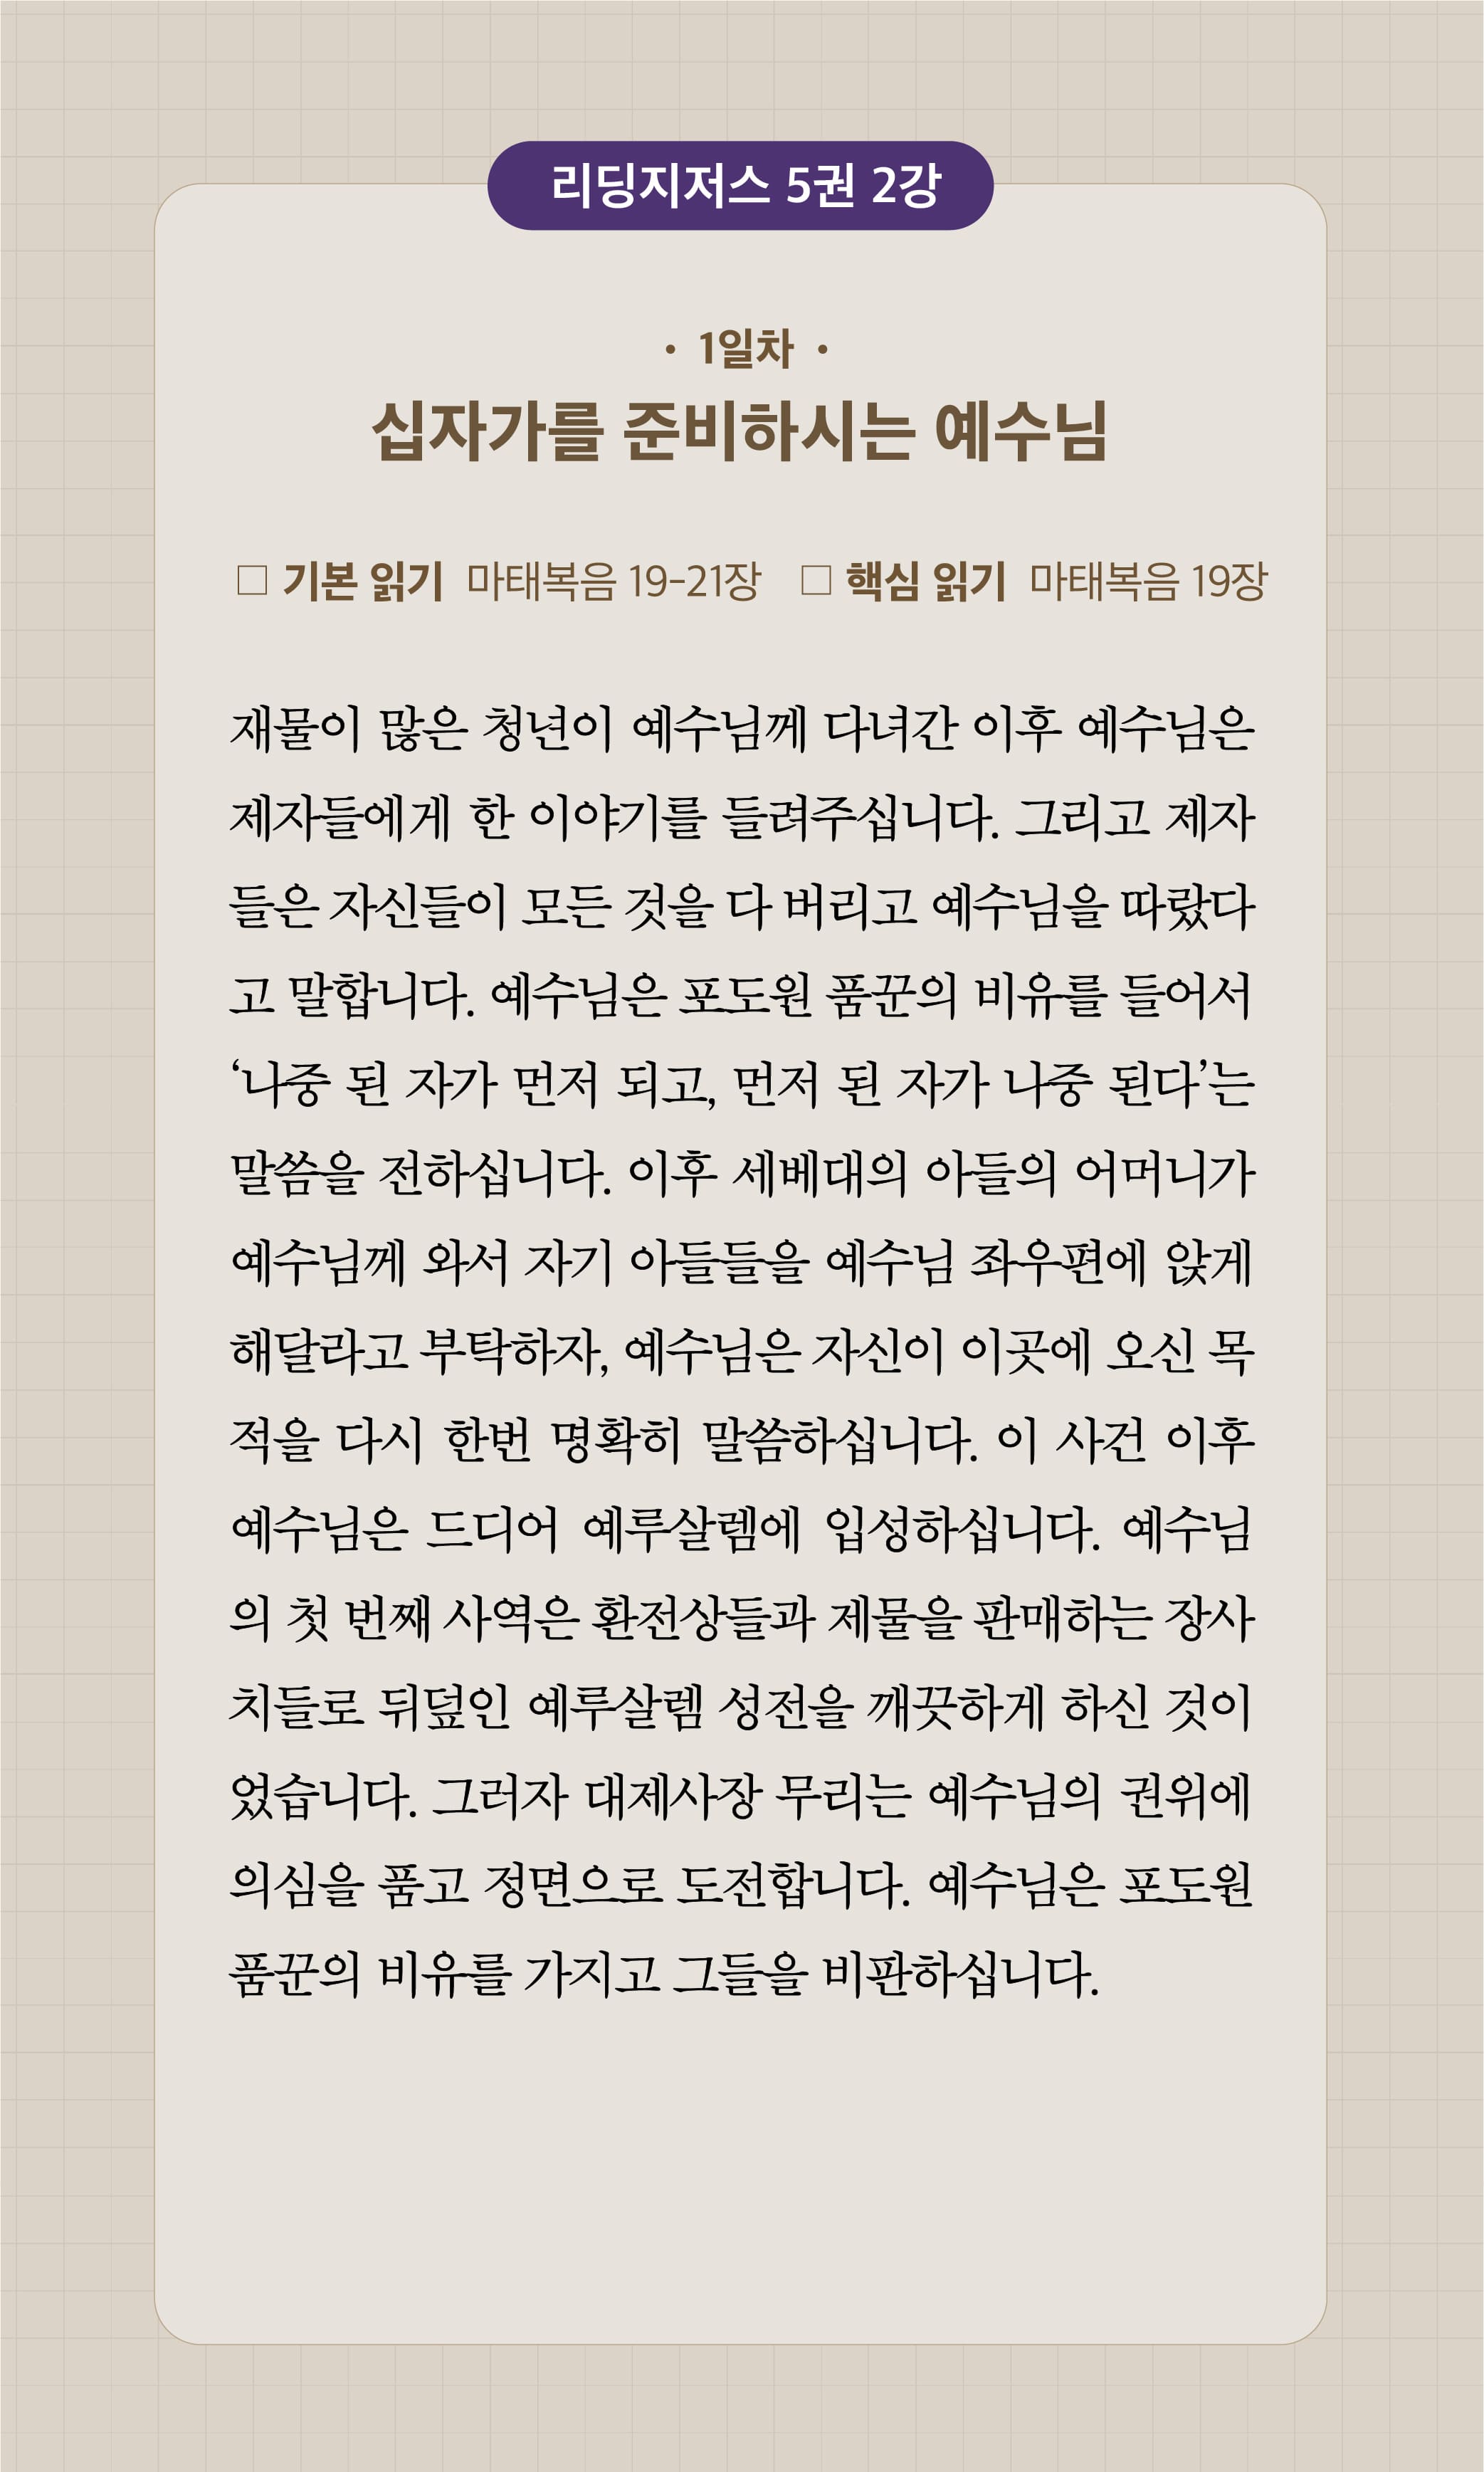 리딩지저스 5권 2강
• 1일차 •
십자가를 준비하시는 예수님
□ 기본 읽기 마태복음 19-21장 □ 핵심 읽기 마태복음 19장
재물이 많은 청년이 예수님께 다녀간 이후 예수님은
제자들에게 한 이야기를 들려주십니다. 그리고 제자
들은 자신들이 모든 것을 다 버리고 예수님을 따랐다
고 말합니다. 예수님은 포도원 품꾼의 비유를 들어서
‘나중 된 자가 먼저 되고, 먼저 된 자가 나중 된다’는
말씀을 전하십니다. 이후 세베대의 아들의 어머니가
예수님께 와서 자기 아들들을 예수님 좌우편에 앉게
해달라고 부탁하자, 예수님은 자신이 이곳에 오신 목
적을 다시 한번 명확히 말씀하십니다. 이 사건 이후
예수님은 드디어 예루살렘에 입성하십니다. 예수님
의 첫 번째 사역은 환전상들과 제물을 판매하는 장사
치들로 뒤덮인 예루살렘 성전을 깨끗하게 하신 것이
었습니다. 그러자 대제사장 무리는 예수님의 권위에
의심을 품고 정면으로 도전합니다. 예수님은 포도원
품꾼의 비유를 가지고 그들을 비판하십니다.